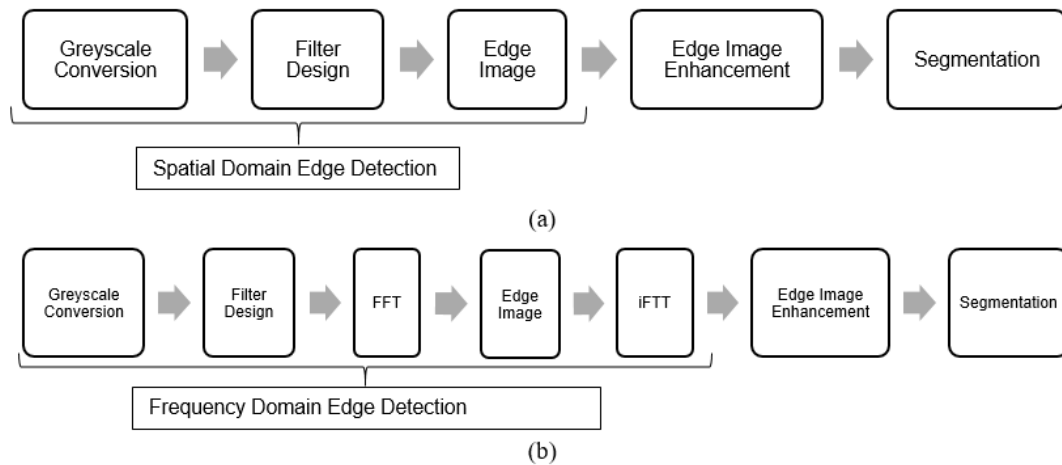 Greyscale
Conversion
Filter
Design
Edge
Image
Edge Image
Enhancement
Segmentation
Spatial Domain Edge Detection
(a)
Greyscale
Conversion
Filter
Design
FFT
Edge
Image
iFTT
Edge Image
Enhancement
Segmentation
Frequency Domain Edge Detection
(b)